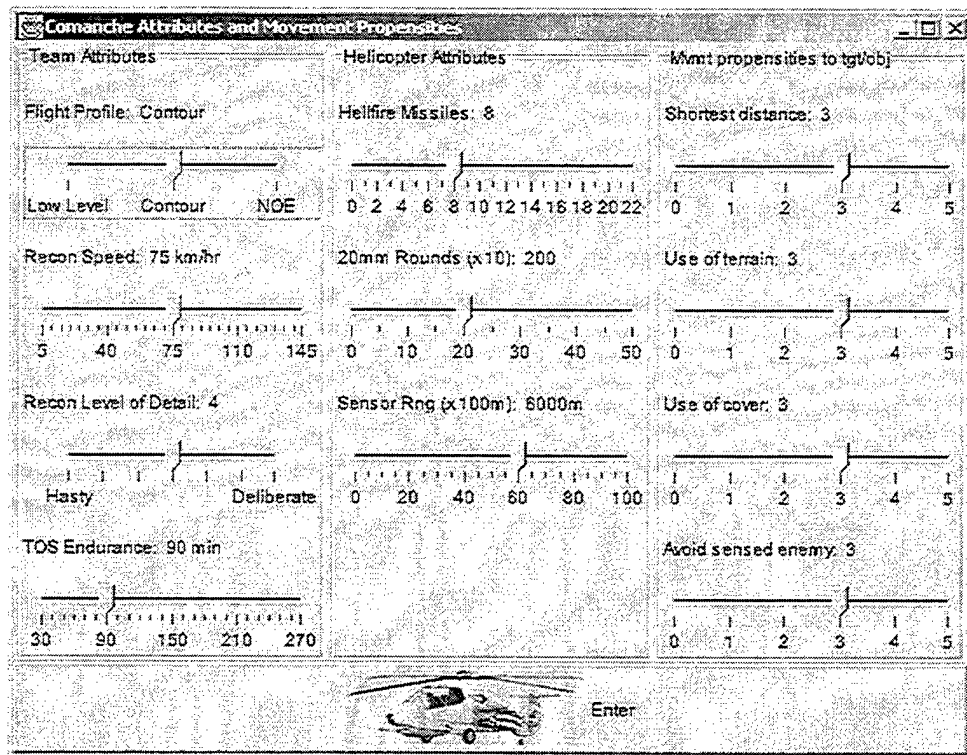 Comanche Attributes and Movement Propensities
Team Attributes
Flight Profile: Contour
Low Level Contour NOE
Recon Speed: 75 km/hr
5 40 75 110 145
Recon Level of Detail: 4
Hasty Deliberate
TOS Endurance: 90 min
30 90 150 210 270
Helicopter Attributes
Hellfire Missiles: 8
0 2 4 6 8 10 12 14 16 18 20 22
20mm Rounds (x10): 200
0 10 20 30 40 50
Sensor Rng (x100m): 6000m
0 20 40 60 80 100
Mvmt propensities to tgt/obj
Shortest distance: 3
0 1 2 3 4 5
Use of terrain: 3
0 1 2 3 4 5
Use of cover: 3
0 1 2 3 4 5
Avoid sensed enemy: 3
0 1 2 3 4 5
Enter